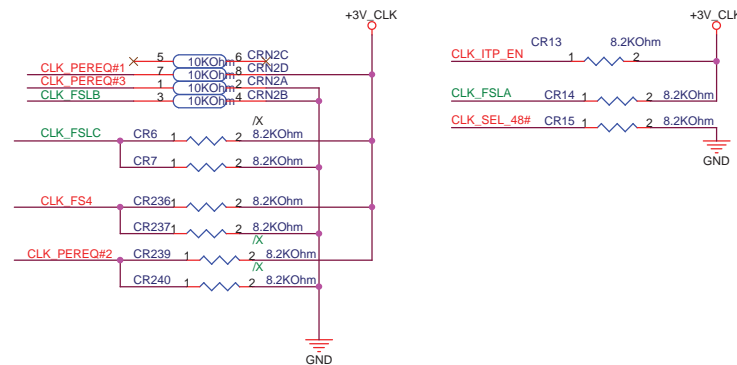 +3V_CLK
5 10KOhm 6 CRN2C
CLK_PEREQ#1 7 10KOhm 8 CRN2D
CLK_PEREQ#3 1 10KOhm 2 CRN2A
CLK_FSLB 3 10KOhm 4 CRN2B
/X
CLK_FSLC CR6 1 2 8.2KOhm
CR7 1 2 8.2KOhm
CLK_FS4 CR236 1 2 8.2KOhm
CR237 1 2 8.2KOhm
/X
CLK_PEREQ#2 CR239 1 2 8.2KOhm
/X
CR240 1 2 8.2KOhm
GND
+3V_CLK
CR13 8.2KOhm
CLK_ITP_EN 1 2
CLK_FSLA CR14 1 2 8.2KOhm
CLK_SEL_48# CR15 1 2 8.2KOhm
GND